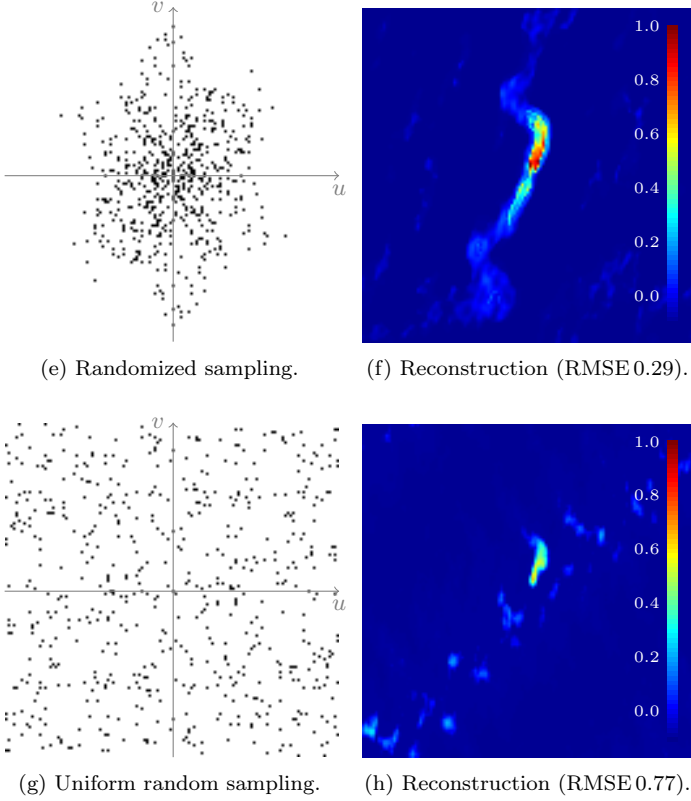 v
u
1.0
0.8
0.6
0.4
0.2
0.0
(e) Randomized sampling.
(f) Reconstruction (RMSE 0.29).
v
u
1.0
0.8
0.6
0.4
0.2
0.0
(g) Uniform random sampling.
(h) Reconstruction (RMSE 0.77).